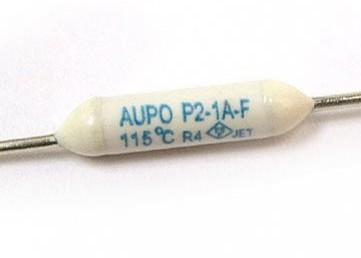 AUPO P2-1A-F
115℃ R4 JET